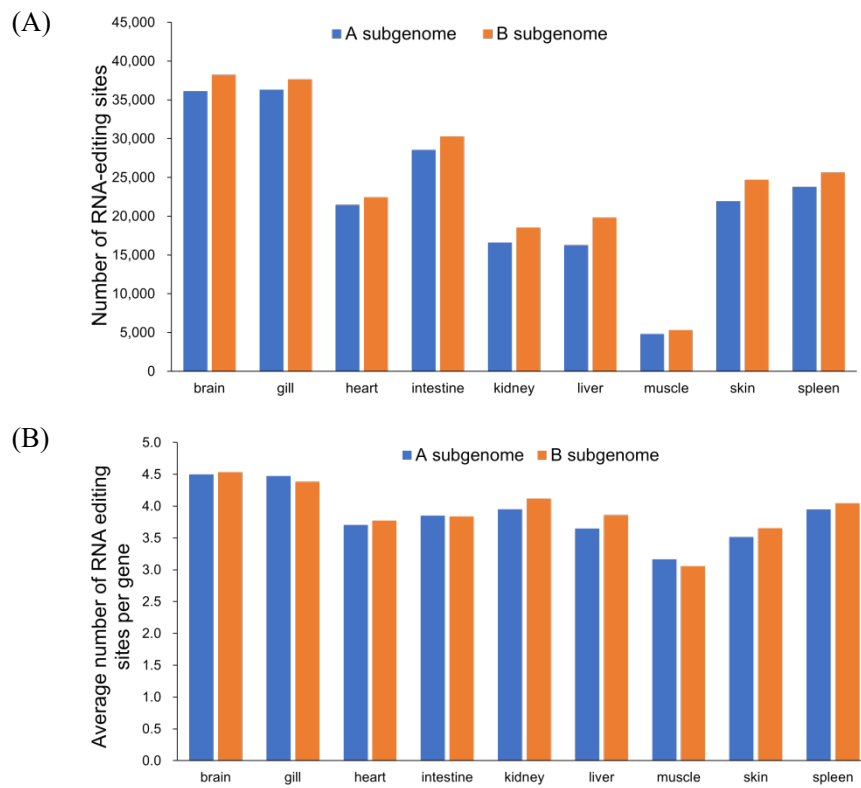 (A)
Number of RNA-editing sites
45,000
40,000
35,000
30,000
25,000
20,000
15,000
10,000
5,000
0
A subgenome B subgenome
brain gill heart intestine kidney liver muscle skin spleen
(B)
Average number of RNA editing
sites per gene
5.0
4.5
4.0
3.5
3.0
2.5
2.0
1.5
1.0
0.5
0.0
A subgenome B subgenome
brain gill heart intestine kidney liver muscle skin spleen